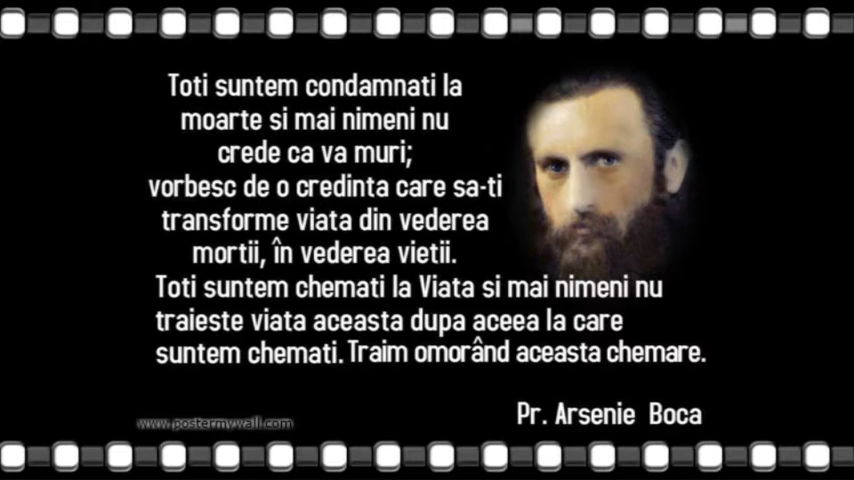 Toti suntem condamnati la
moarte si mai nimeni nu
crede ca va muri;
vorbesc de o credinta care sa-ti
transforme viata din vederea
mortii, în vederea vietii.
Toti suntem chemati la Viata si mai nimeni nu
traieste viata aceasta dupa aceea la care
suntem chemati. Traim omorând aceasta chemare.
Pr. Arsenie Boca
www.postermywall.com